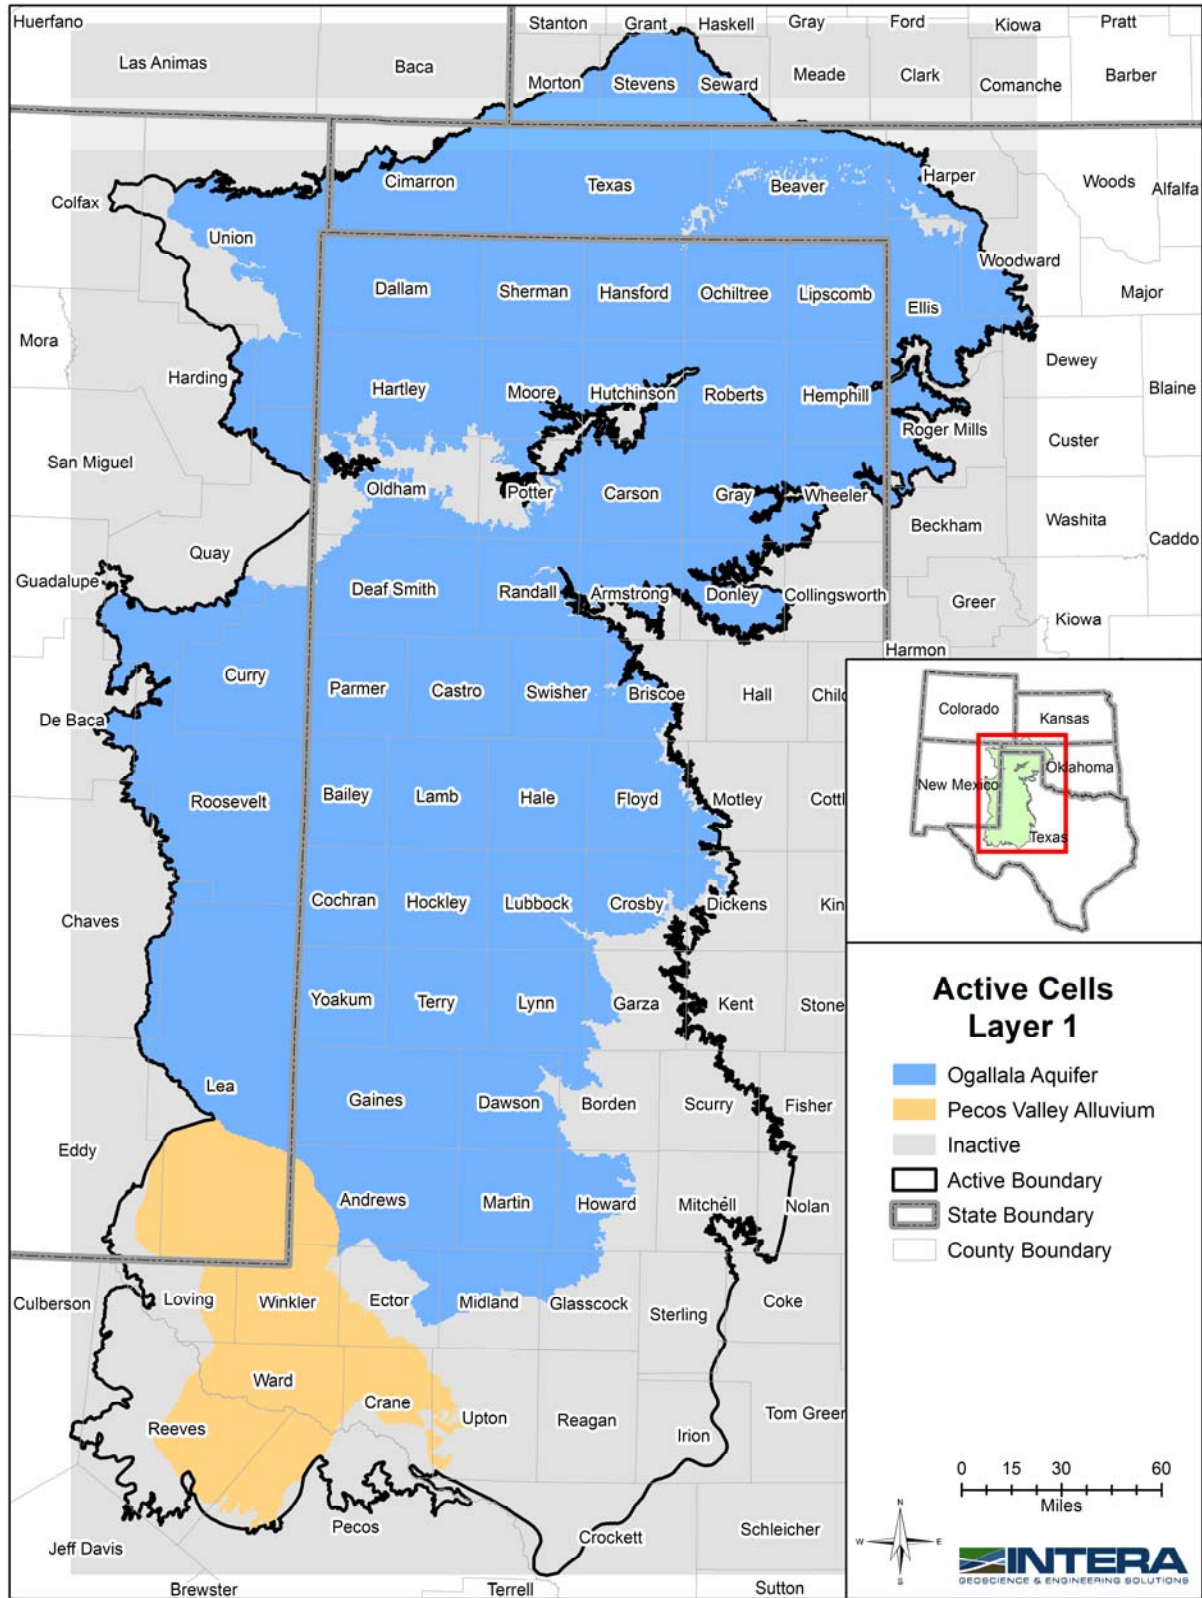 Huerfano
Stanton
Grant
Haskell
Gray
Ford
Kiowa
Pratt
Las Animas
Baca
Morton
Stevens
Seward
Meade
Clark
Comanche
Barber
Colfax
Cimarron
Texas
Beaver
Harper
Woods
Alfalfa
Union
Woodward
Dallam
Sherman
Hansford
Ochiltree
Lipscomb
Ellis
Major
Mora
Harding
Hartley
Moore
Hutchinson
Roberts
Hemphill
Dewey
Blaine
Roger Mills
Custer
San Miguel
Oldham
Potter
Carson
Gray
Wheeler
Beckham
Washita
Caddo
Quay
Guadalupe
Deaf Smith
Randall
Armstrong
Donley
Collingsworth
Greer
Kiowa
Harmon
Curry
Parmer
Castro
Swisher
Briscoe
Hall
Chilc
De Baca
Roosevelt
Bailey
Lamb
Hale
Floyd
Motley
Cottl
Chaves
Cochran
Hockley
Lubbock
Crosby
Dickens
Kin
Yoakum
Terry
Lynn
Garza
Kent
Stone
Lea
Gaines
Dawson
Borden
Scurry
Fisher
Eddy
Andrews
Martin
Howard
Mitchell
Nolan
Culberson
Loving
Winkler
Ector
Midland
Glasscock
Sterling
Coke
Ward
Crane
Reeves
Upton
Reagan
Irion
Tom Greer
Pecos
Crockett
Schleicher
Jeff Davis
Brewster
Terrell
Sutton
Colorado
Kansas
New Mexico
Oklahoma
Texas
Active Cells
Layer 1
Ogallala Aquifer
Pecos Valley Alluvium
Inactive
Active Boundary
State Boundary
County Boundary
0 15 30 60
Miles
N
W E
S
INTERA
GEOSCIENCE & ENGINEERING SOLUTIONS